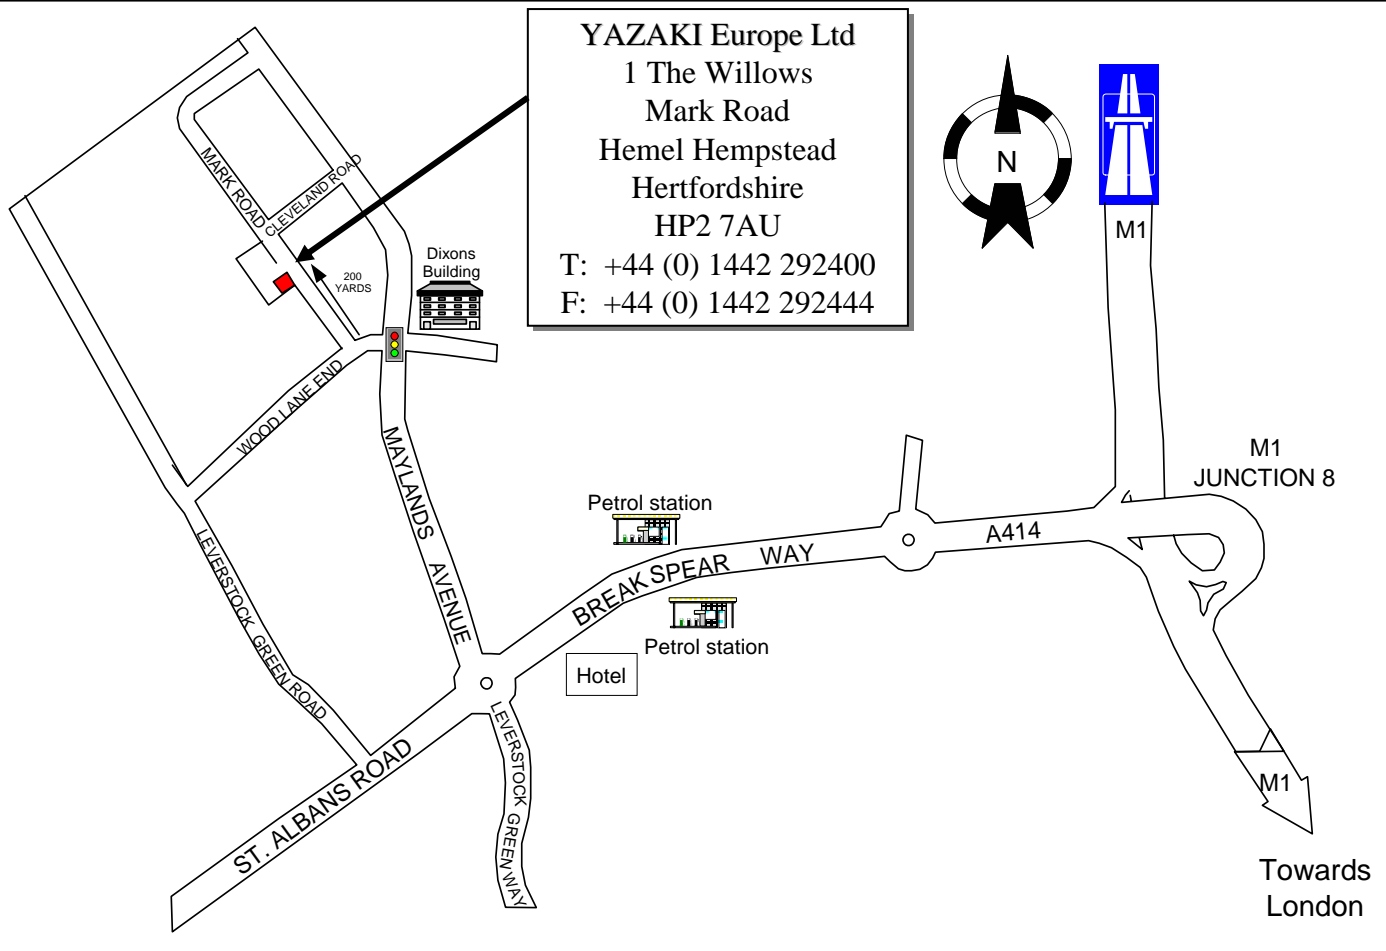 YAZAKI Europe Ltd
1 The Willows
Mark Road
Hemel Hempstead
Hertfordshire
HP2 7AU
T: +44 (0) 1442 292400
F: +44 (0) 1442 292444
N
M1
MARK ROAD
CLEVELAND ROAD
200
YARDS
Dixons
Building
WOOD LANE END
MAYLANDS AVENUE
M1
JUNCTION 8
Petrol station
A414
BREAK SPEAR WAY
LEVERSTOCK GREEN ROAD
Petrol station
Hotel
LEVERSTOCK GREEN WAY
ST. ALBANS ROAD
M1
Towards
London